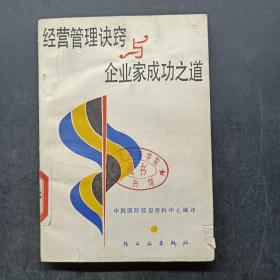 经营管理诀窍
与
企业家成功之道
中国国际信息资料中心编译
轻工业出版社